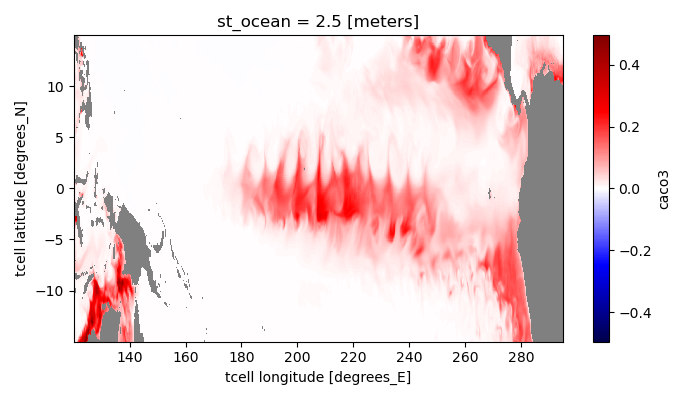 st_ocean = 2.5 [meters]
10
5
0
−5
−10
tcell latitude [degrees_N]
140 160 180 200 220 240 260 280
tcell longitude [degrees_E]
0.4
0.2
0.0
−0.2
−0.4
caco3